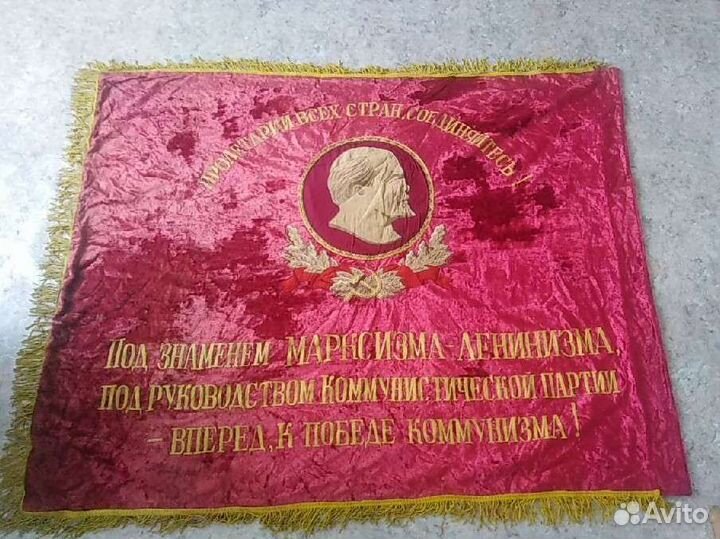 ПРОЛЕТАРИИ ВСЕХ СТРАН, СОЕДИНЯЙТЕСЬ!
ПОД ЗНАМЕНЕМ МАРКСИЗМА-ЛЕНИНИЗМА,
ПОД РУКОВОДСТВОМ КОММУНИСТИЧЕСКОЙ ПАРТИИ
– ВПЕРЕД, К ПОБЕДЕ КОММУНИЗМА!
Avito